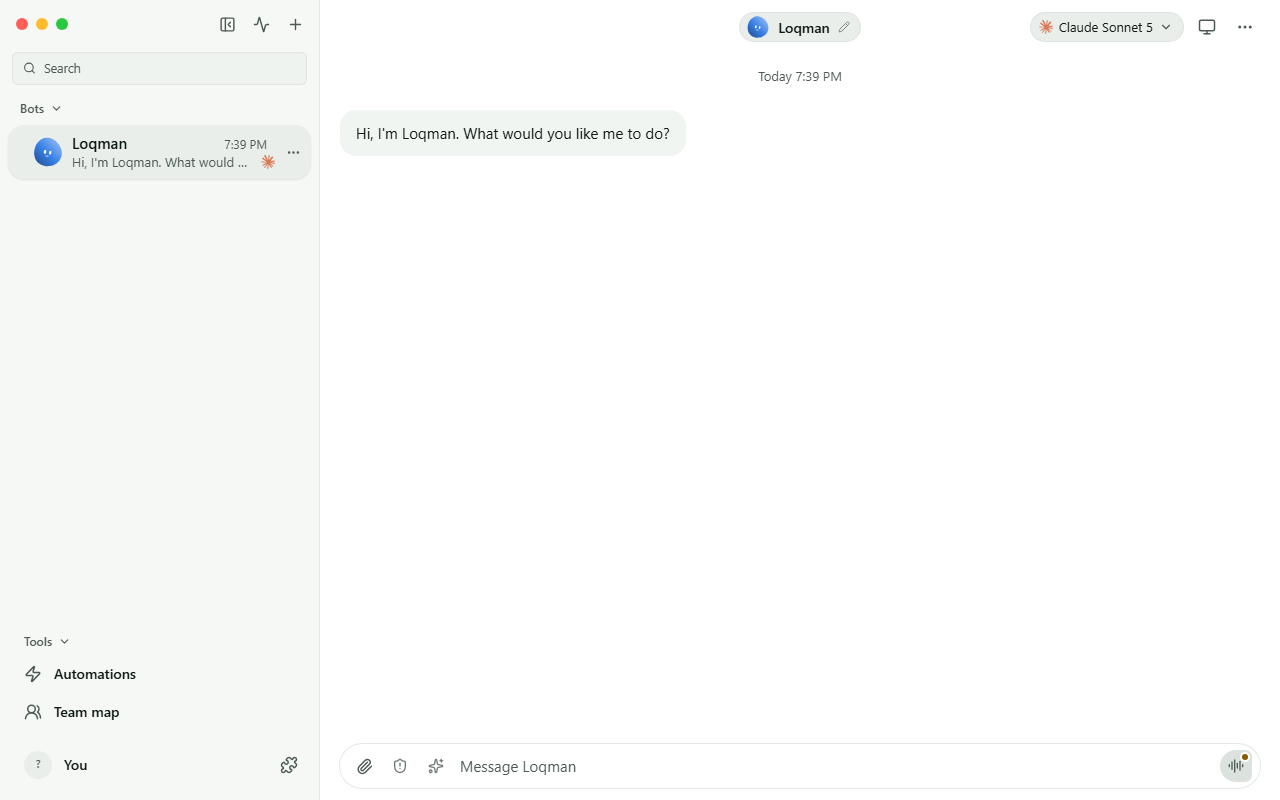 Search
Bots
Loqman
7:39 PM
Hi, I'm Loqman. What would ...
Tools
Automations
Team map
?
You
Loqman
Claude Sonnet 5
Today 7:39 PM
Hi, I'm Loqman. What would you like me to do?
Message Loqman